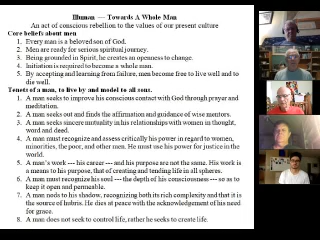 Illuman — Towards A Whole Man
An act of conscious rebellion to the values of our present culture
Core beliefs about men
1. Every man is a beloved son of God.
2. Men are ready for serious spiritual journey.
3. Being grounded in Spirit, he creates an openness to change.
4. Initiation is required to become a whole man.
5. By accepting and learning from failure, men become free to live well and to
die well.
Tenets of a man, to live by and model to all sons.
1. A man seeks to improve his conscious contact with God through prayer and
meditation.
2. A man seeks out and finds the affirmation and guidance of wise mentors.
3. A man seeks sincere mutuality in his relationships with women in thought,
word and deed.
4. A man must recognize and assess critically his power in regard to women,
minorities, the poor, and other men. He must use his power for justice in the
world.
5. A man's work --- his career --- and his purpose are not the same. His work is
a means to his purpose, that of creating and tending life in all spheres.
6. A man must recognize his soul --- the depth of his consciousness --- so as to
keep it open and permeable.
7. A man nods to his shadow, recognizing both its rich complexity and that it is
the source of hubris. He dies at peace with the acknowledgement of his need
for grace.
8. A man does not seek to control life, rather he seeks to create life.